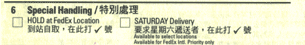 6 Special Handling / 特別處理
HOLD at FedEx Location
到站自取，在此打 ✓ 號
SATURDAY Delivery
要求星期六遞送者，在此打 ✓ 號
Available to select locations
Available for FedEx Intl. Priority only